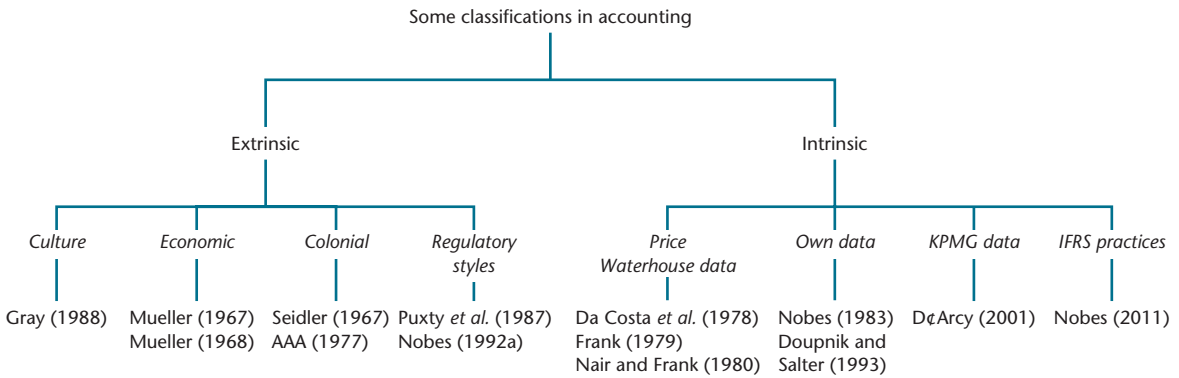 Some classifications in accounting
Extrinsic
Intrinsic
Culture
Economic
Colonial
Regulatory
styles
Price
Waterhouse data
Own data
KPMG data
IFRS practices
Gray (1988)
Mueller (1967)
Mueller (1968)
Seidler (1967)
AAA (1977)
Puxty et al. (1987)
Nobes (1992a)
Da Costa et al. (1978)
Frank (1979)
Nair and Frank (1980)
Nobes (1983)
Doupnik and
Salter (1993)
D¢Arcy (2001)
Nobes (2011)